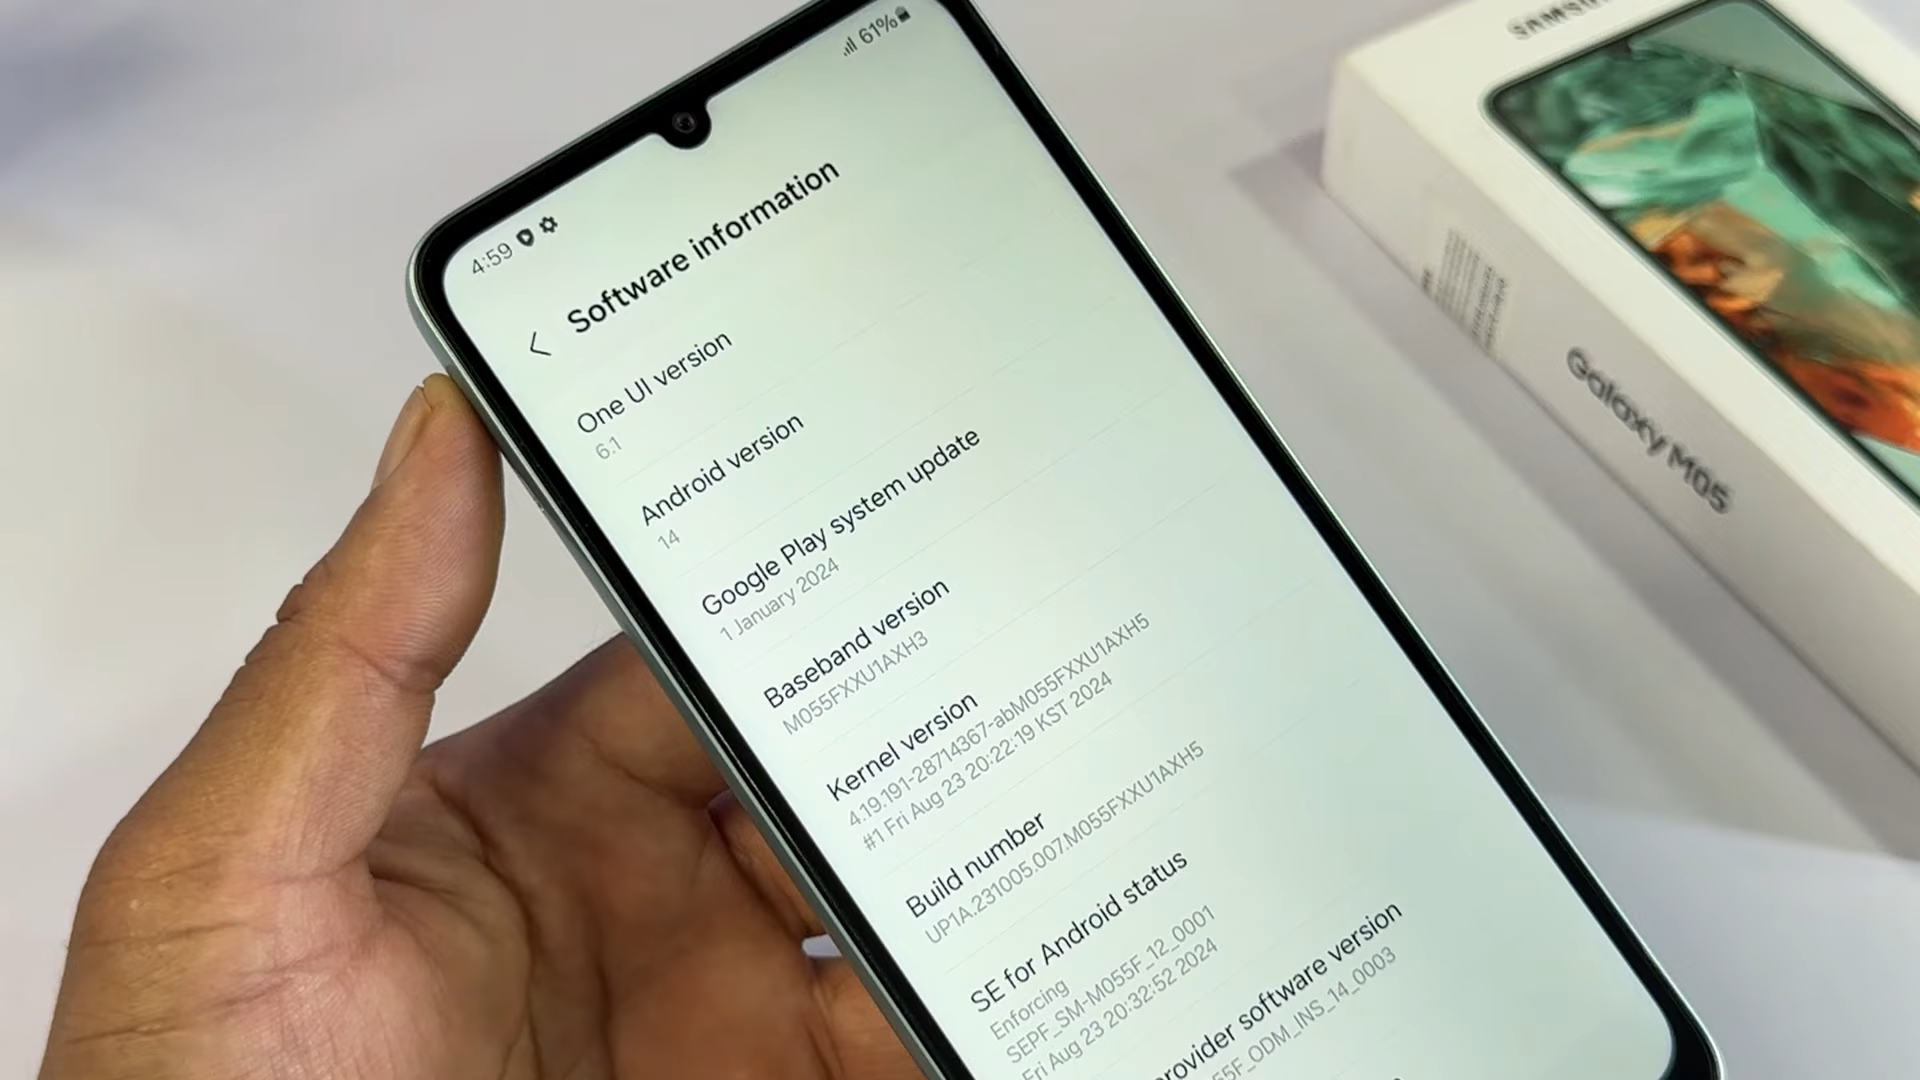 61%
4:59
Software information
One UI version
6.1
Android version
14
Google Play system update
1 January 2024
Baseband version
M055FXXU1AXH3
Kernel version
4.19.191-28714367-abM055FXXU1AXH5
#1 Fri Aug 23 20:22:19 KST 2024
Build number
UP1A.231005.007.M055FXXU1AXH5
SE for Android status
Enforcing
SEPF_SM-M055F_12_0001
Fri Aug 23 20:32:52 2024
software version
Galaxy M05